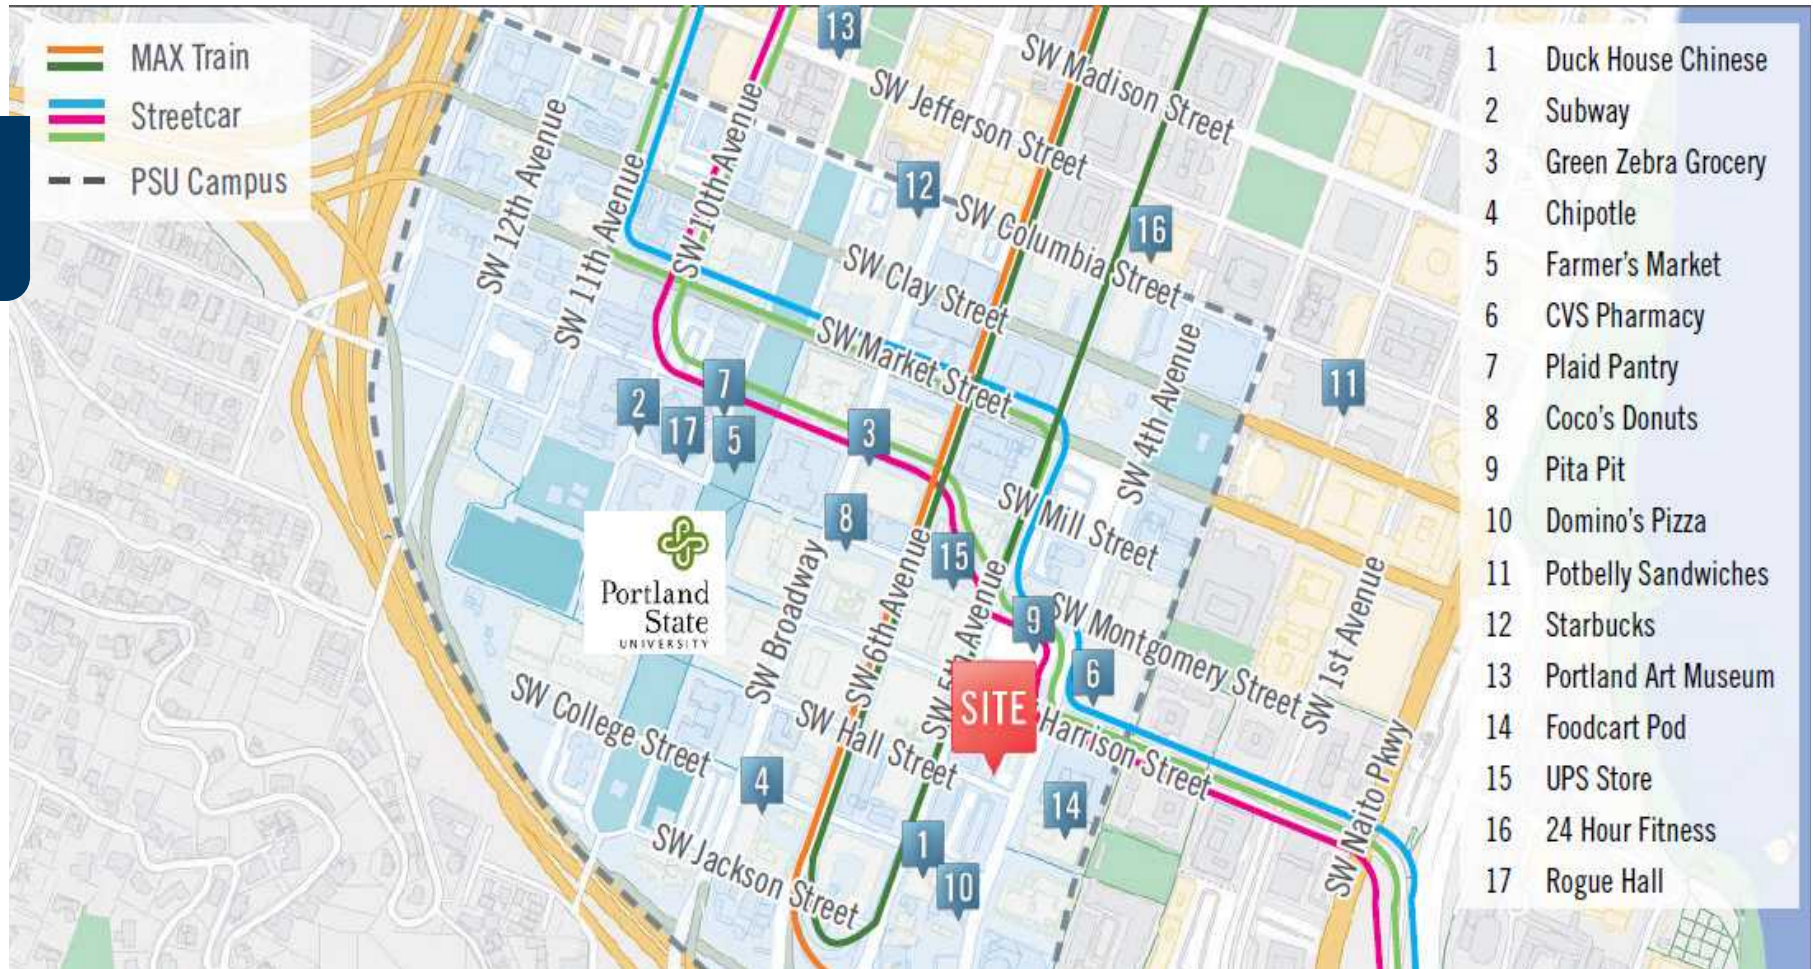 MAX Train
Streetcar
PSU Campus
13
SW Madison Street
SW Jefferson Street
SW 12th Avenue
SW 11th Avenue
SW 10th Avenue
12
SW Columbia Street
16
SW Clay Street
SW Market Street
SW 4th Avenue
11
2
17
7
5
3
8
SW Mill Street
15
Portland
State
UNIVERSITY
SW Broadway
SW 6th Avenue
SW 5th Avenue
9
SW Montgomery Street
SW 1st Avenue
6
SITE
SW College Street
SW Hall Street
Harrison Street
SW Naito Pkwy
4
14
1
10
SW Jackson Street
1 Duck House Chinese
2 Subway
3 Green Zebra Grocery
4 Chipotle
5 Farmer's Market
6 CVS Pharmacy
7 Plaid Pantry
8 Coco's Donuts
9 Pita Pit
10 Domino's Pizza
11 Potbelly Sandwiches
12 Starbucks
13 Portland Art Museum
14 Foodcart Pod
15 UPS Store
16 24 Hour Fitness
17 Rogue Hall